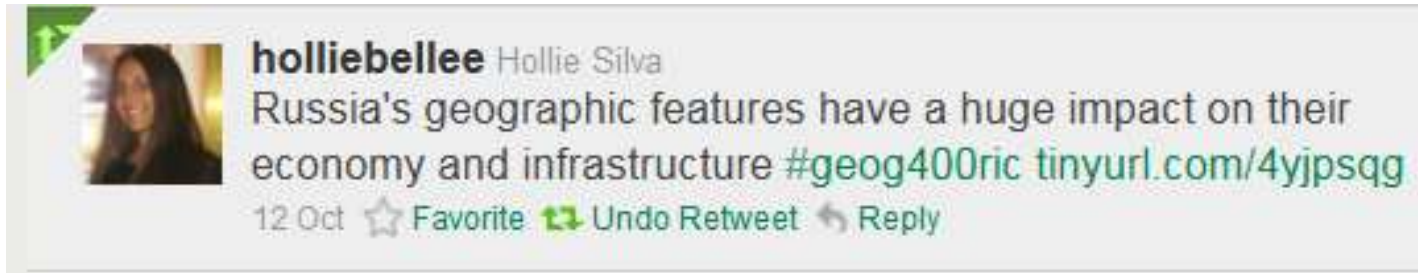 holliebellee Hollie Silva
Russia's geographic features have a huge impact on their
economy and infrastructure #geog400ric tinyurl.com/4yjpsqg
12 Oct Favorite Undo Retweet Reply